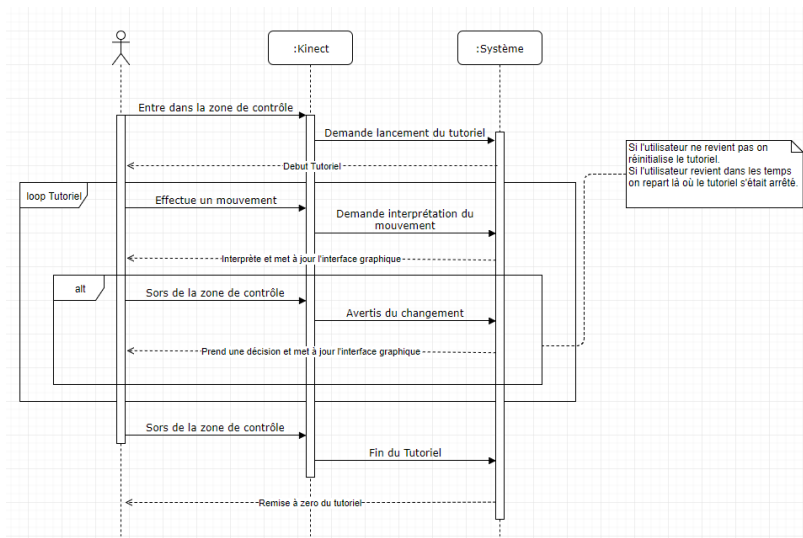 :Kinect
:Système
Entre dans la zone de contrôle
Demande lancement du tutoriel
Debut Tutoriel
Si l'utilisateur ne revient pas on
réinitialise le tutoriel.
Si l'utilisateur revient dans les temps
on repart là où le tutoriel s'était arrêté.
loop Tutoriel
Effectue un mouvement
Demande interprétation du
mouvement
Interprète et met à jour l'interface graphique
alt
Sors de la zone de contrôle
Avertis du changement
Prend une décision et met à jour l'interface graphique
Sors de la zone de contrôle
Fin du Tutoriel
Remise à zero du tutoriel